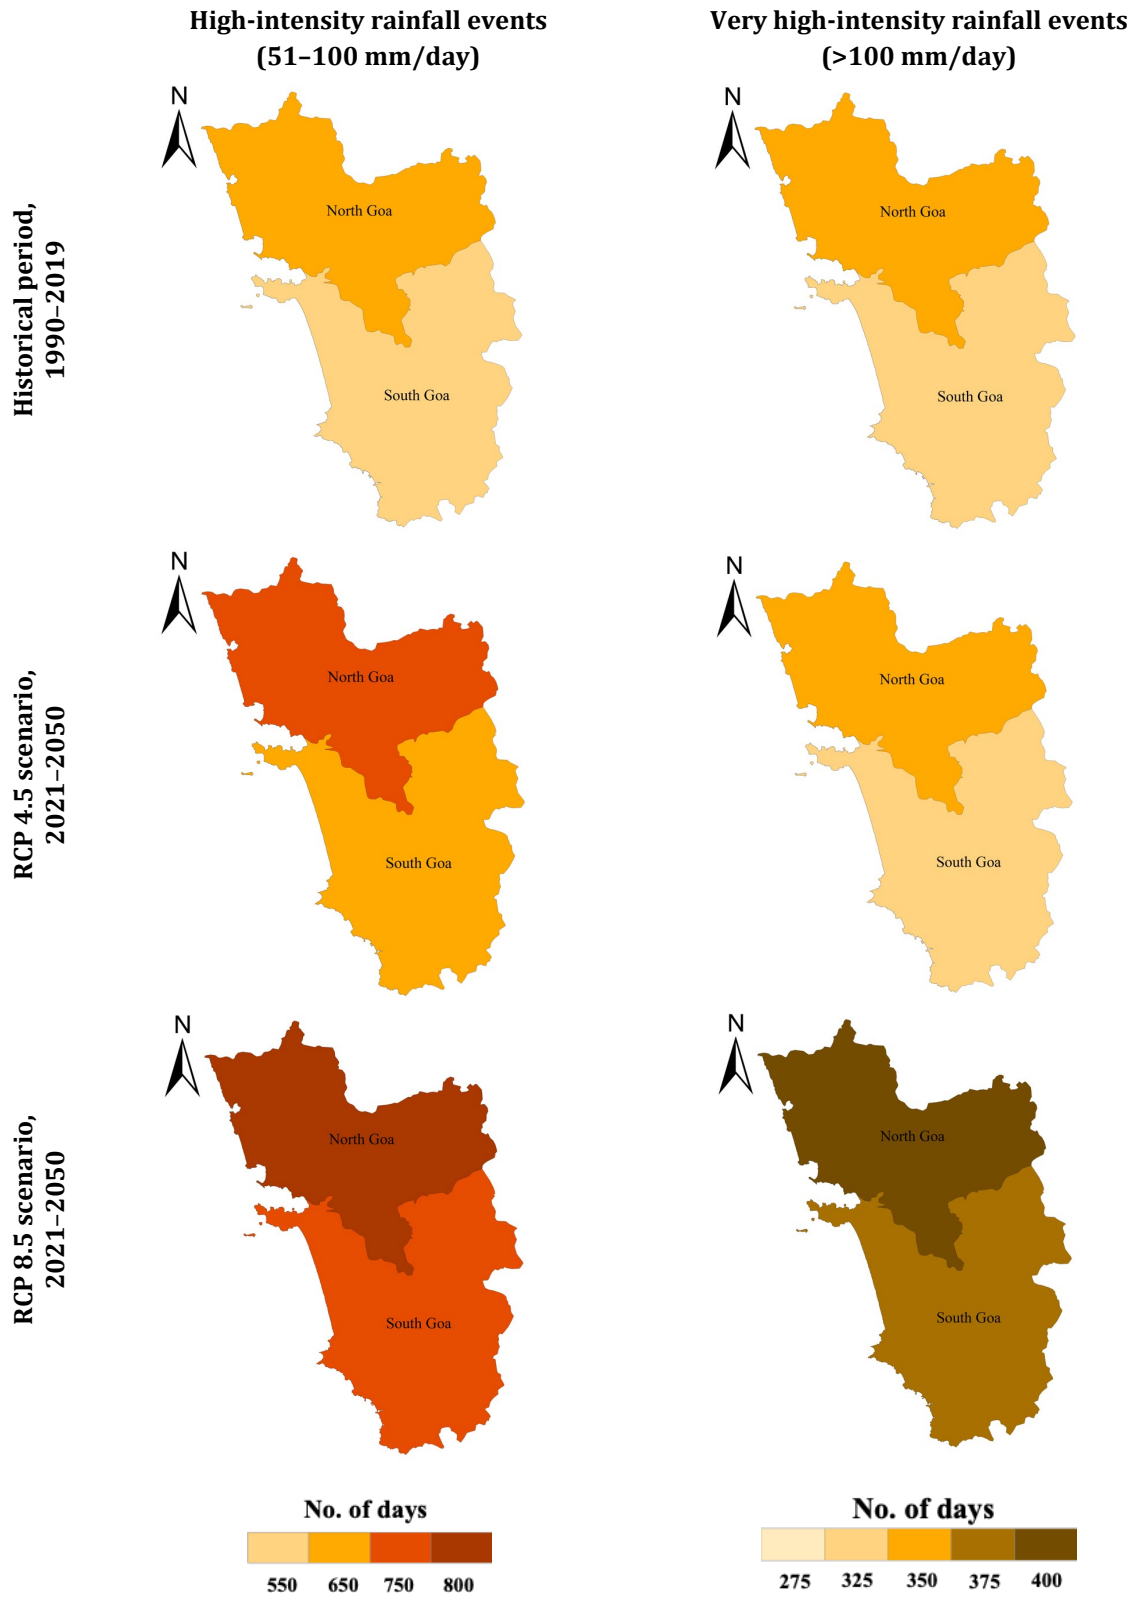 High-intensity rainfall events
(51–100 mm/day)
Very high-intensity rainfall events
(>100 mm/day)
Historical period,
1990–2019
N
North Goa
South Goa
N
North Goa
South Goa
RCP 4.5 scenario,
2021–2050
N
North Goa
South Goa
N
North Goa
South Goa
RCP 8.5 scenario,
2021–2050
N
North Goa
South Goa
N
North Goa
South Goa
No. of days
550 650 750 800
No. of days
275 325 350 375 400